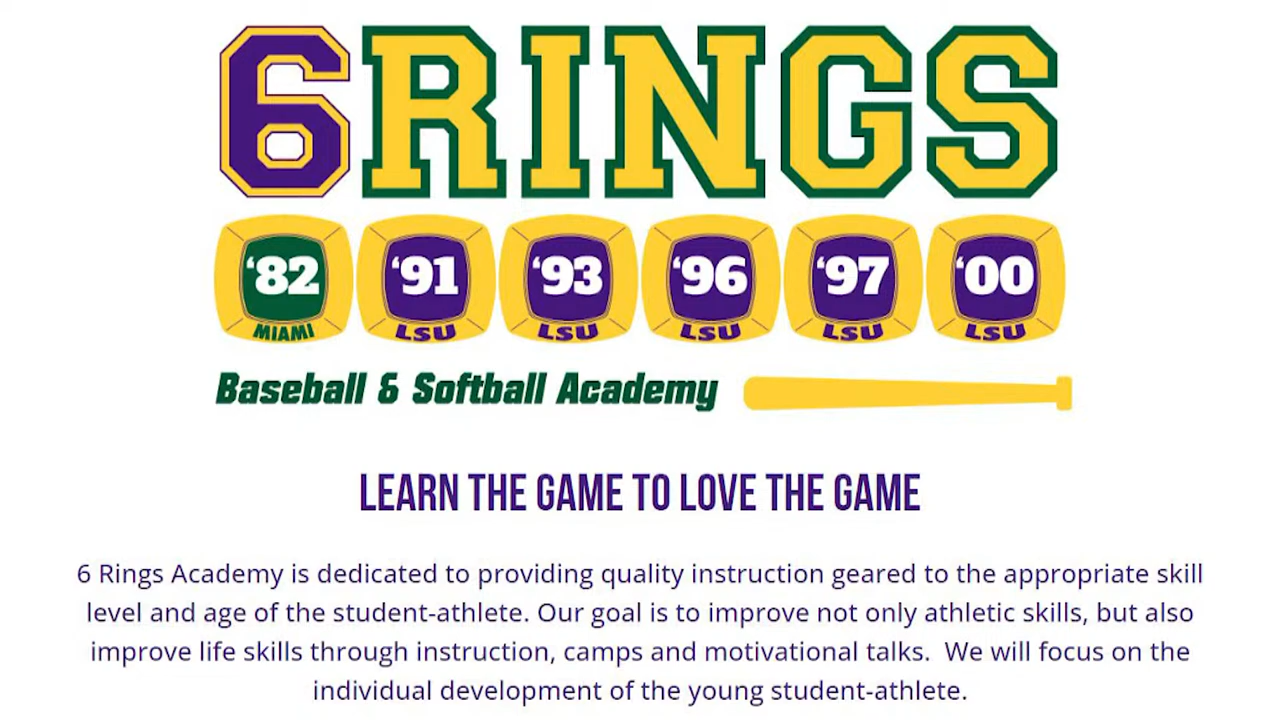 6RINGS
‘82 ‘91 ‘93 ‘96 ‘97 ‘00
MIAMI LSU LSU LSU LSU LSU
Baseball & Softball Academy
LEARN THE GAME TO LOVE THE GAME
6 Rings Academy is dedicated to providing quality instruction geared to the appropriate skill
level and age of the student-athlete. Our goal is to improve not only athletic skills, but also
improve life skills through instruction, camps and motivational talks.  We will focus on the
individual development of the young student-athlete.